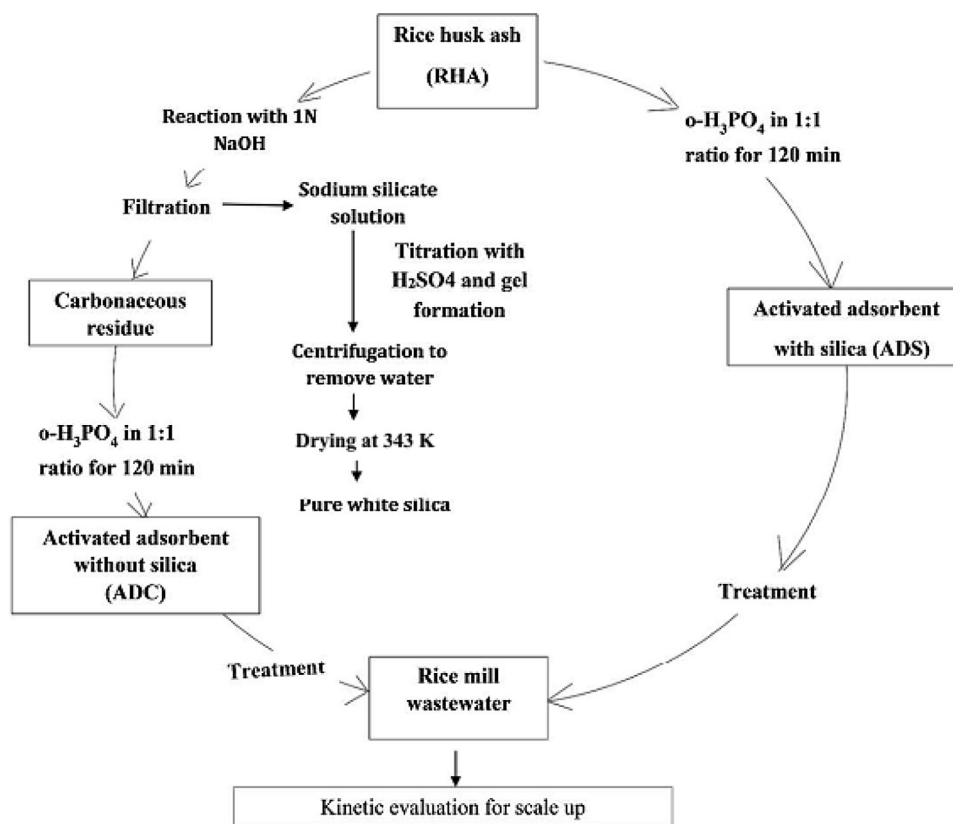 Rice husk ash
(RHA)
Reaction with 1N
NaOH
o-H₃PO₄ in 1:1
ratio for 120 min
Filtration
Sodium silicate
solution
Titration with
H₂SO4 and gel
formation
Carbonaceous
residue
Activated adsorbent
with silica (ADS)
Centrifugation to
remove water
o-H₃PO₄ in 1:1
ratio for 120 min
Drying at 343 K
Pure white silica
Activated adsorbent
without silica
(ADC)
Treatment
Treatment
Rice mill
wastewater
Kinetic evaluation for scale up